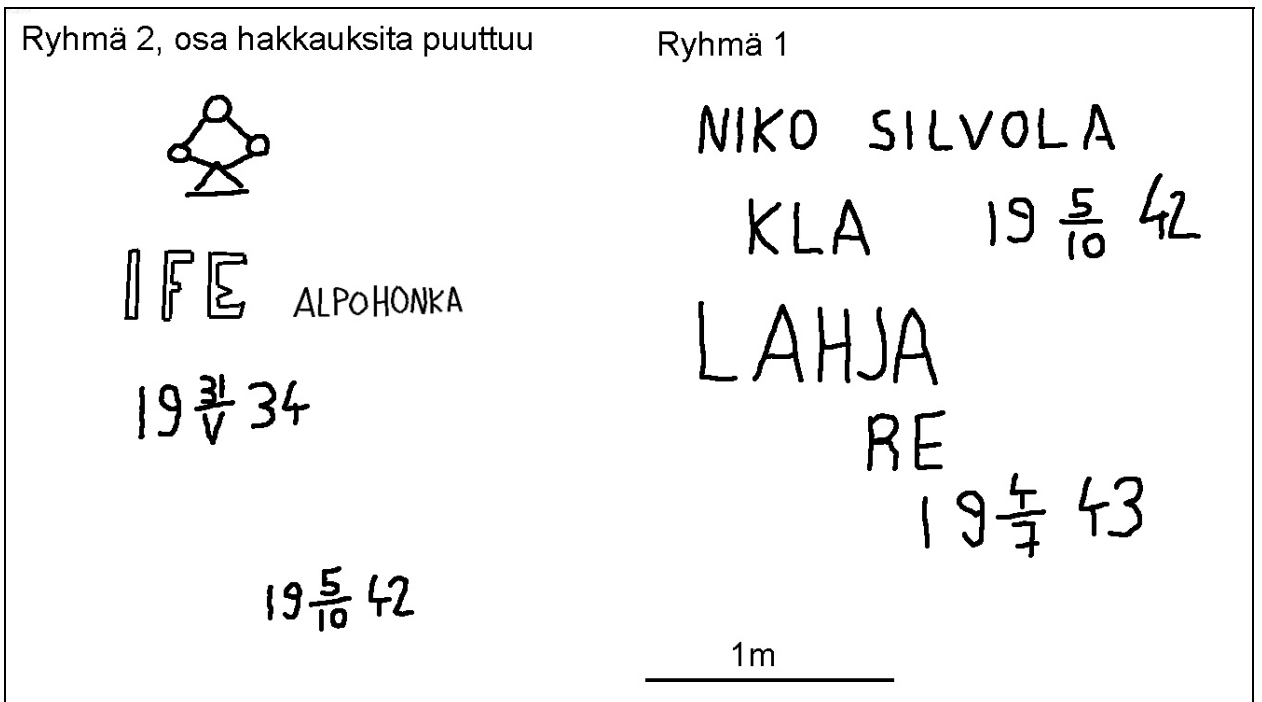 Ryhmä 2, osa hakkauksita puuttuu
IFE ALPOHONKA
19 31/V 34
19 5/10 42
Ryhmä 1
NIKO SILVOLA
KLA 19 5/10 42
LAHJA
RE
19 4/7 43
1m